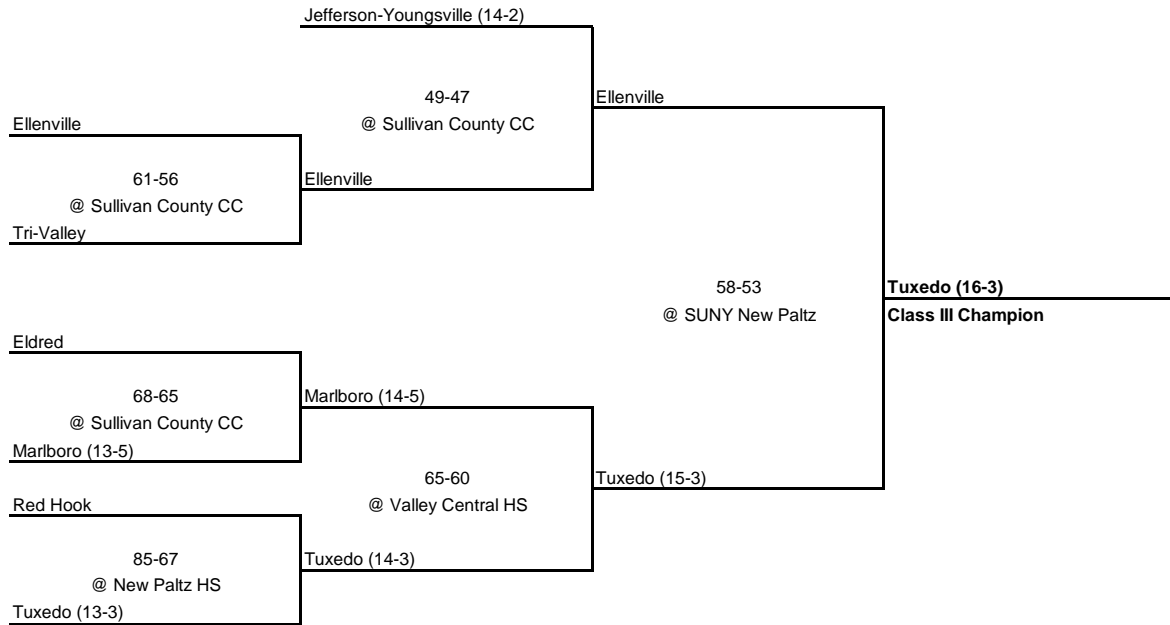 Jefferson-Youngsville (14-2)
49-47
@ Sullivan County CC
Ellenville
Ellenville
61-56
@ Sullivan County CC
Ellenville
Tri-Valley
58-53
@ SUNY New Paltz
Tuxedo (16-3)
Class III Champion
Eldred
68-65
@ Sullivan County CC
Marlboro (14-5)
Marlboro (13-5)
65-60
@ Valley Central HS
Tuxedo (15-3)
Red Hook
85-67
@ New Paltz HS
Tuxedo (14-3)
Tuxedo (13-3)